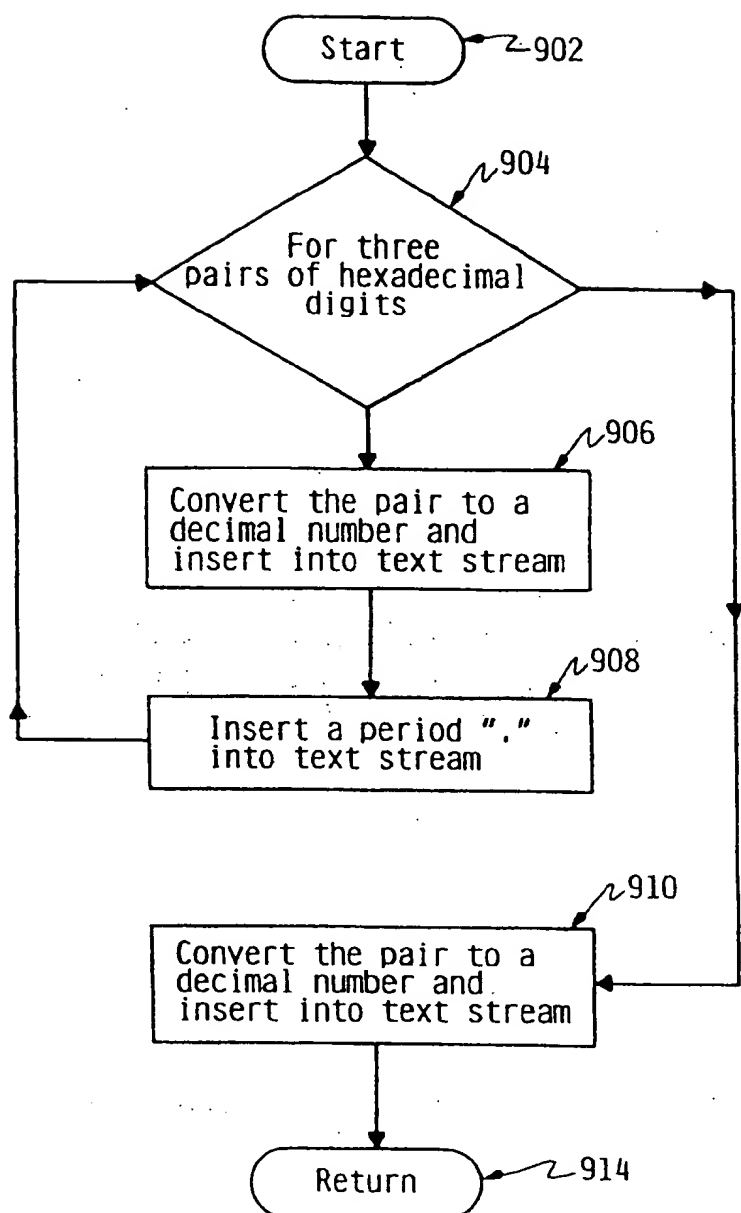 Start
902
904
For three
pairs of hexadecimal
digits
906
Convert the pair to a
decimal number and
insert into text stream
908
Insert a period "."
into text stream
910
Convert the pair to a
decimal number and
insert into text stream
Return
914